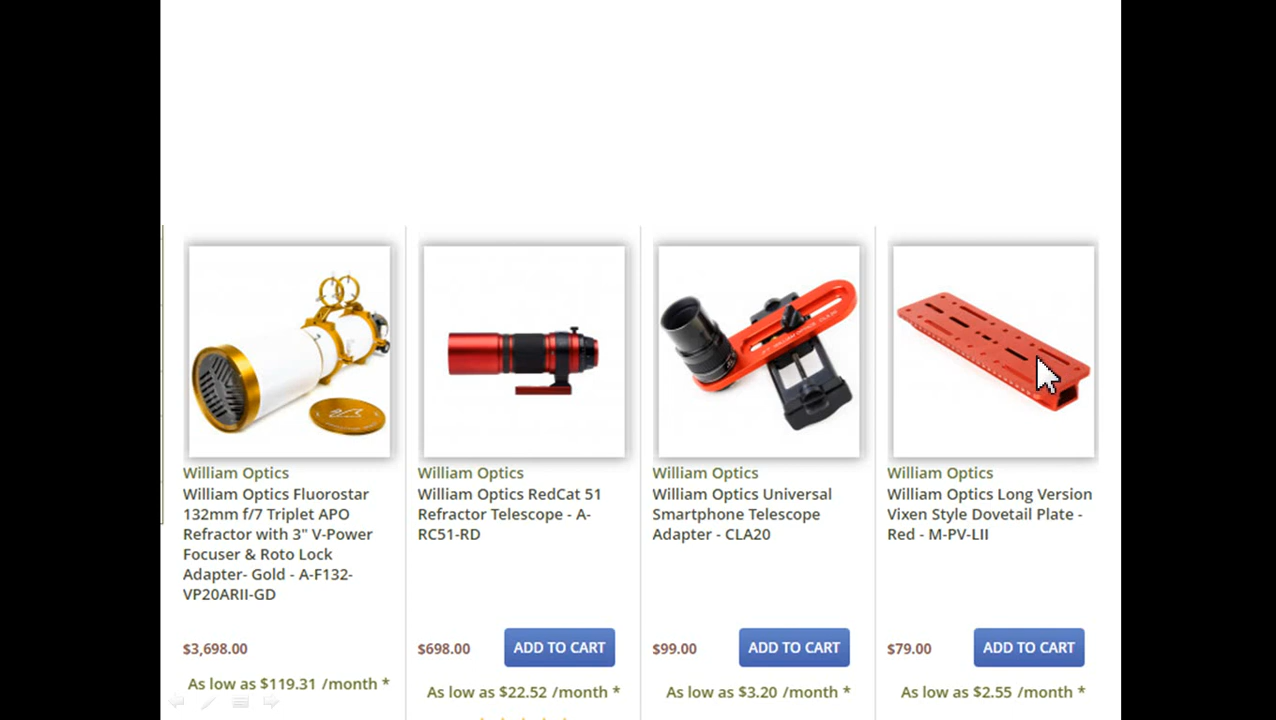 William Optics
William Optics Fluorostar
132mm f/7 Triplet APO
Refractor with 3" V-Power
Focuser & Roto Lock
Adapter- Gold - A-F132-
VP20ARII-GD
$3,698.00
As low as $119.31 /month *
William Optics
William Optics RedCat 51
Refractor Telescope - A-
RC51-RD
$698.00
ADD TO CART
As low as $22.52 /month *
William Optics
William Optics Universal
Smartphone Telescope
Adapter - CLA20
$99.00
ADD TO CART
As low as $3.20 /month *
William Optics
William Optics Long Version
Vixen Style Dovetail Plate -
Red - M-PV-LII
$79.00
ADD TO CART
As low as $2.55 /month *